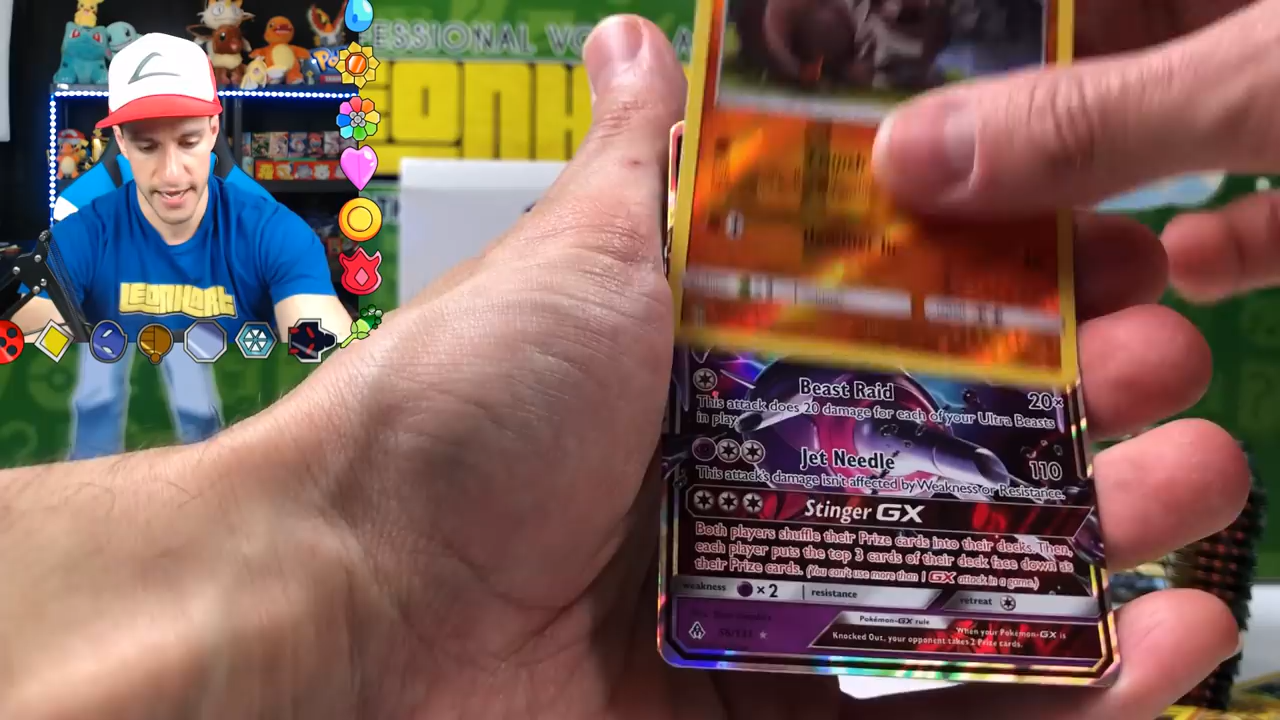 ESSIONAL VO
EONH
LEONHART
Beast Raid 20×
This attack does 20 damage for each of your Ultra Beasts
in play.
Jet Needle 110
This attack's damage isn't affected by Weakness or Resistance.
Stinger GX
Both players shuffle their Prize cards into their decks. Then,
each player puts the top 3 cards of their deck face down as
their Prize cards. (You can't use more than 1 GX attack in a game.)
weakness ×2 resistance retreat
Pokémon-GX rule
When your Pokémon-GX is
Knocked Out, your opponent takes 2 Prize cards.
56/131